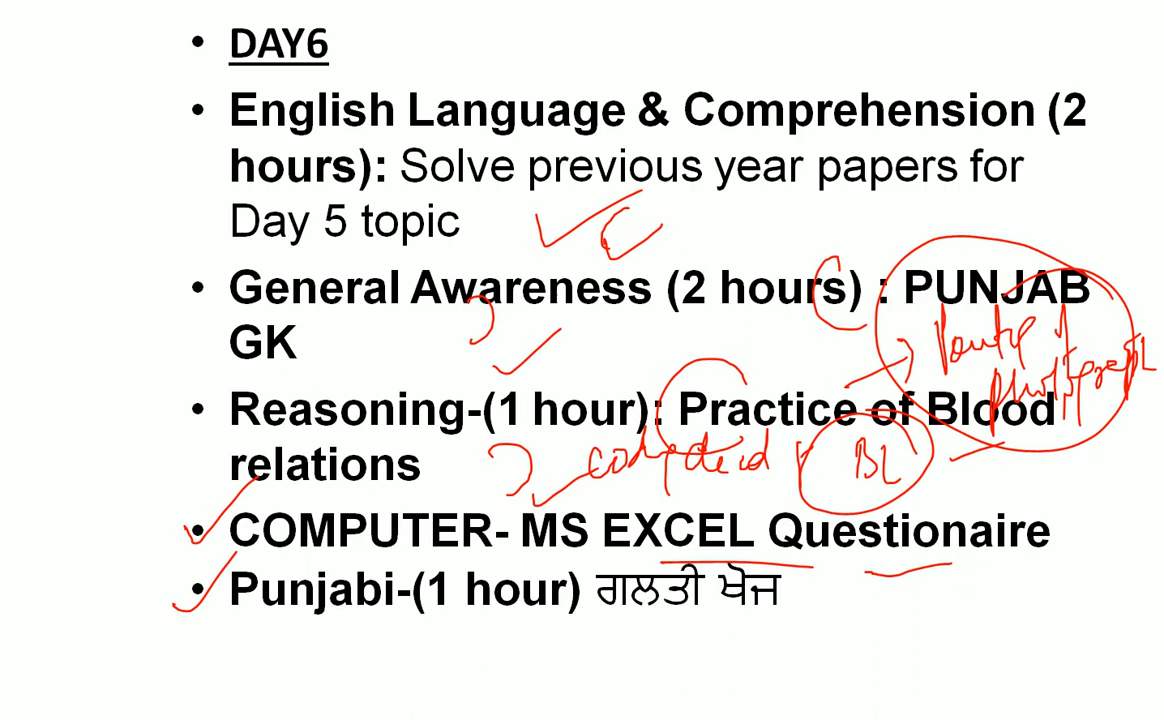 • DAY6
• English Language & Comprehension (2
hours): Solve previous year papers for
Day 5 topic
• General Awareness (2 hours) : PUNJAB
GK
• Reasoning-(1 hour): Practice of Blood
relations
BL
• COMPUTER- MS EXCEL Questionaire
• Punjabi-(1 hour) ਗਲਤੀ ਖੋਜ